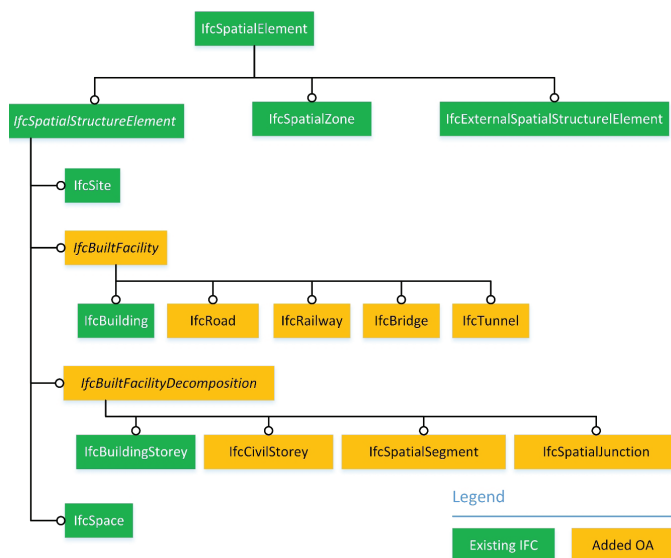 IfcSpatialElement
IfcSpatialStructureElement
IfcSpatialZone
IfcExternalSpatialStructurelElement
IfcSite
IfcBuiltFacility
IfcBuilding
IfcRoad
IfcRailway
IfcBridge
IfcTunnel
IfcBuiltFacilityDecomposition
IfcBuildingStorey
IfcCivilStorey
IfcSpatialSegment
IfcSpatialJunction
IfcSpace
Legend
Existing IFC
Added OA